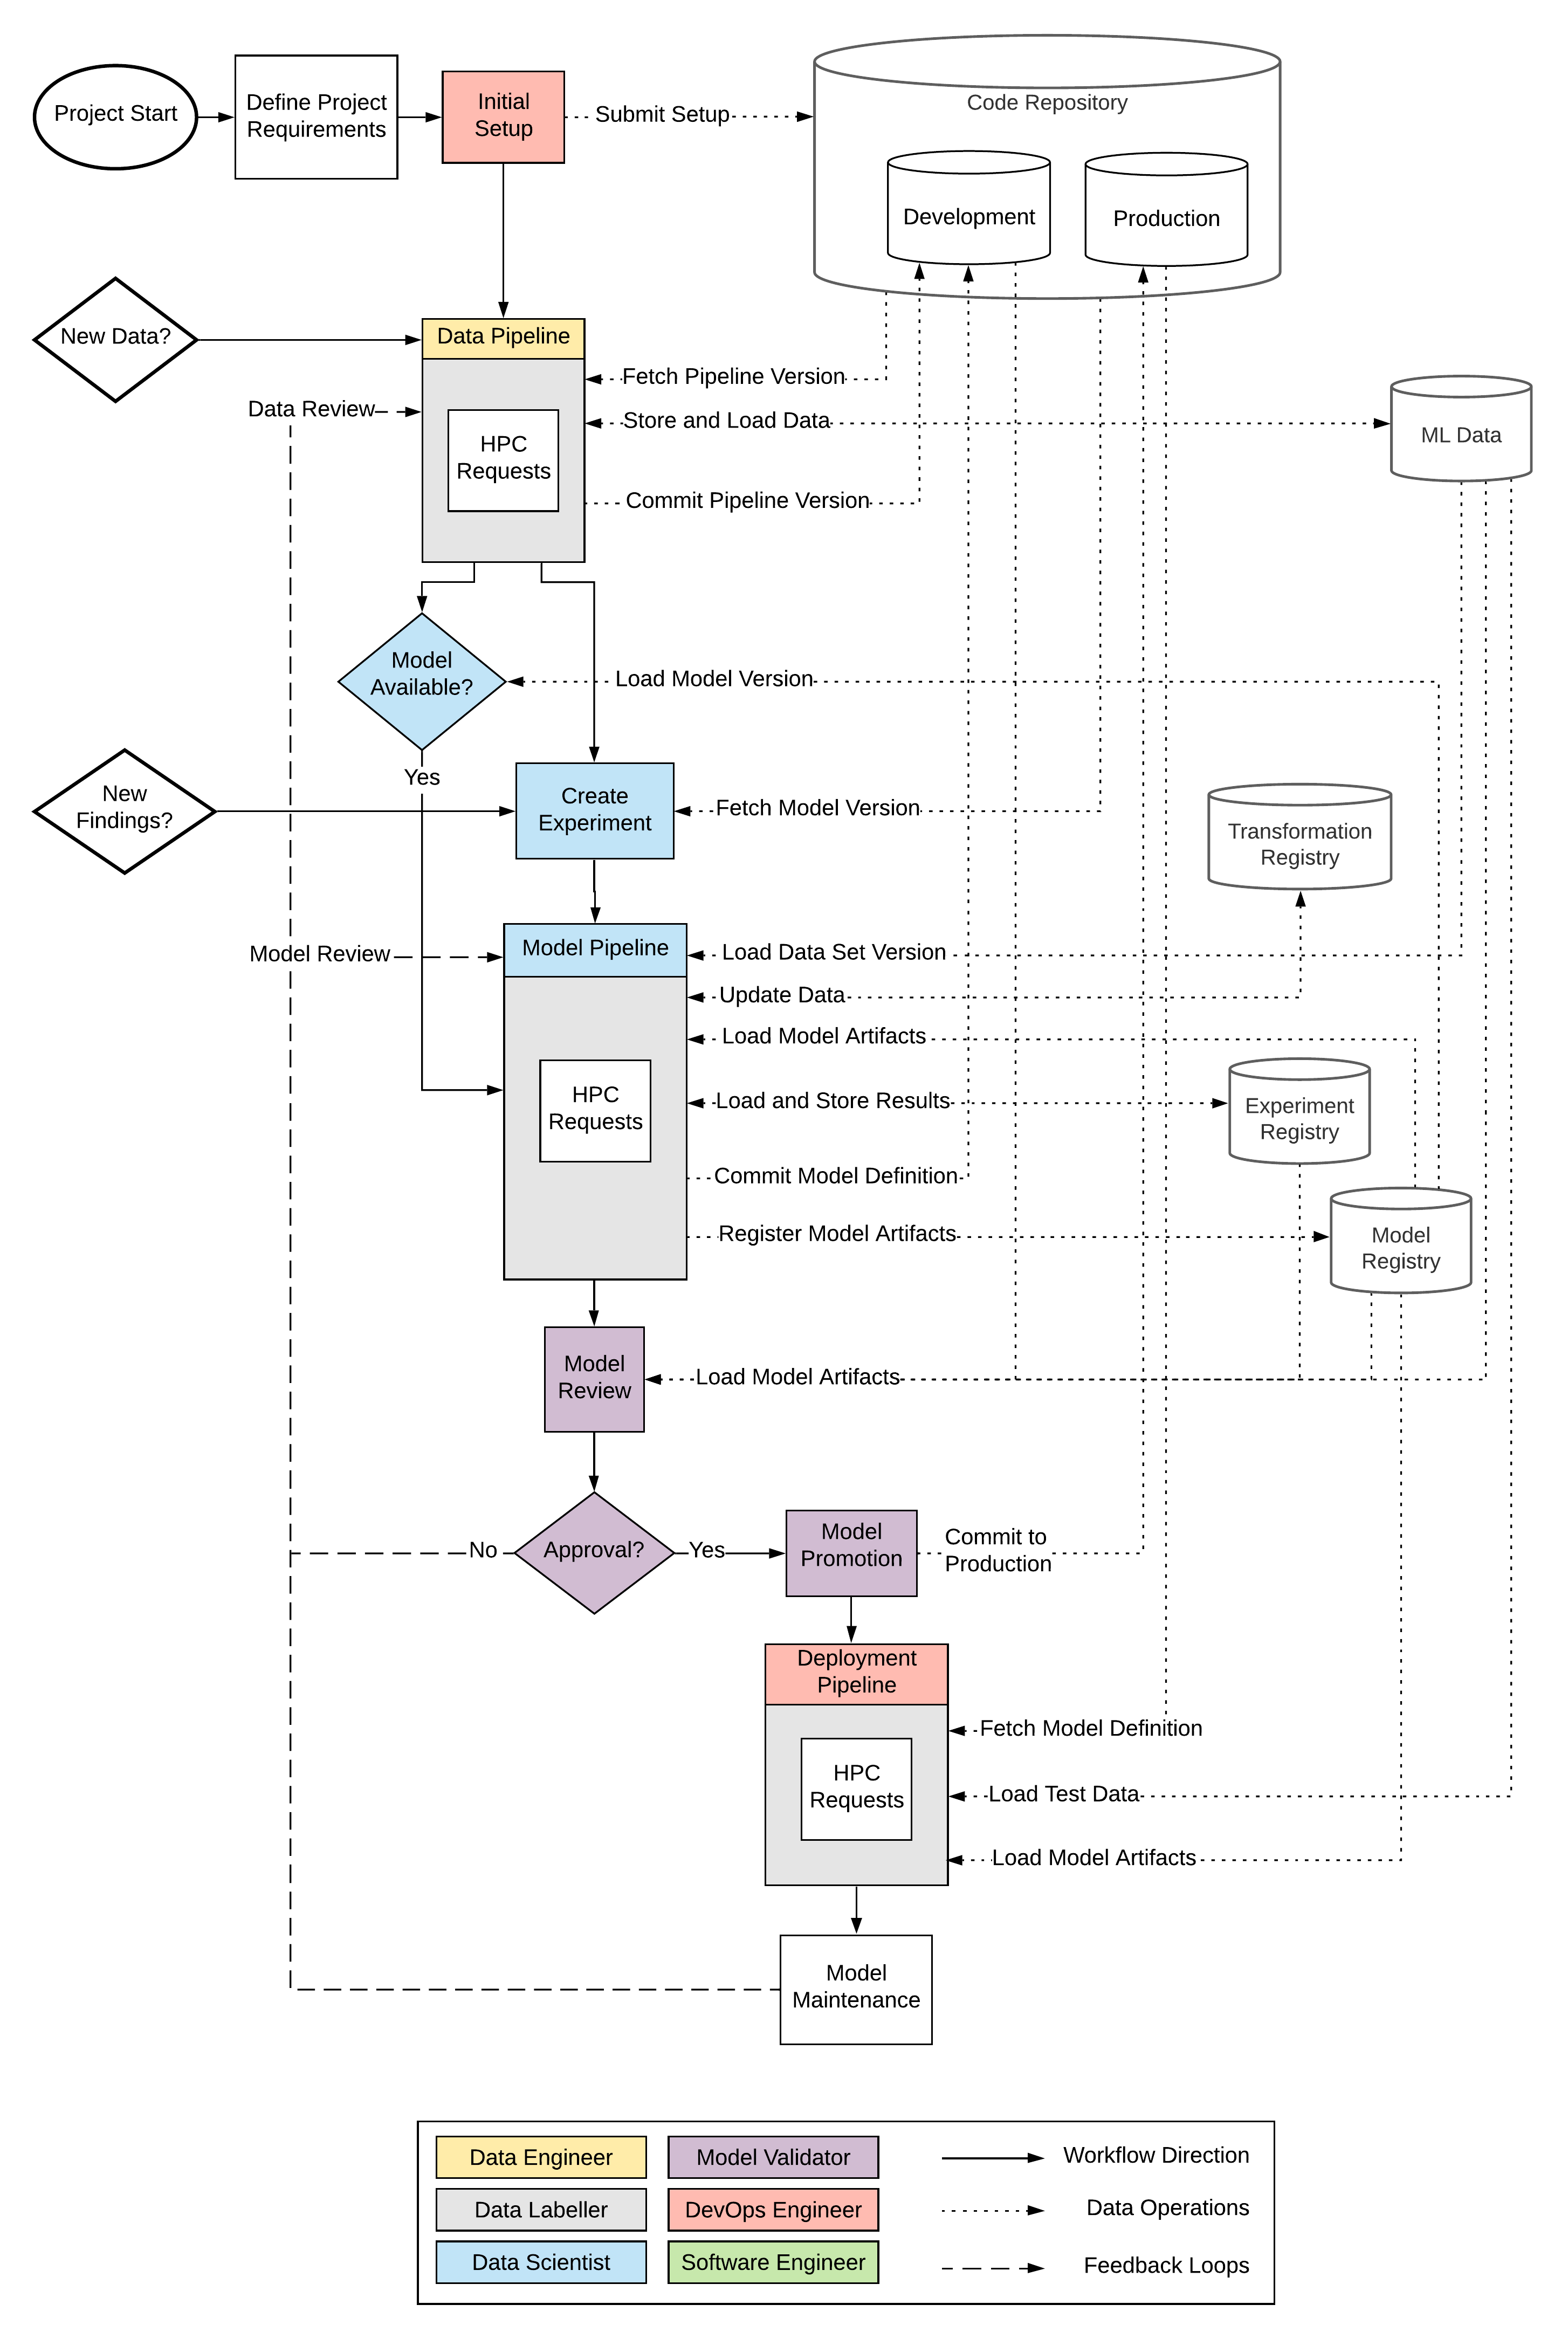 Project Start
Define Project
Requirements
Initial
Setup
Submit Setup
Code Repository
Development
Production
New Data?
Data Pipeline
Fetch Pipeline Version
Data Review
Store and Load Data
ML Data
HPC
Requests
Commit Pipeline Version
Model
Available?
Load Model Version
Yes
New
Findings?
Create
Experiment
Fetch Model Version
Transformation
Registry
Model Review
Model Pipeline
Load Data Set Version
Update Data
Load Model Artifacts
HPC
Requests
Load and Store Results
Experiment
Registry
Commit Model Definition
Register Model Artifacts
Model
Registry
Model
Review
Load Model Artifacts
No
Approval?
Yes
Model
Promotion
Commit to
Production
Deployment
Pipeline
Fetch Model Definition
HPC
Requests
Load Test Data
Load Model Artifacts
Model
Maintenance
Data Engineer
Model Validator
Workflow Direction
Data Labeller
DevOps Engineer
Data Operations
Data Scientist
Software Engineer
Feedback Loops